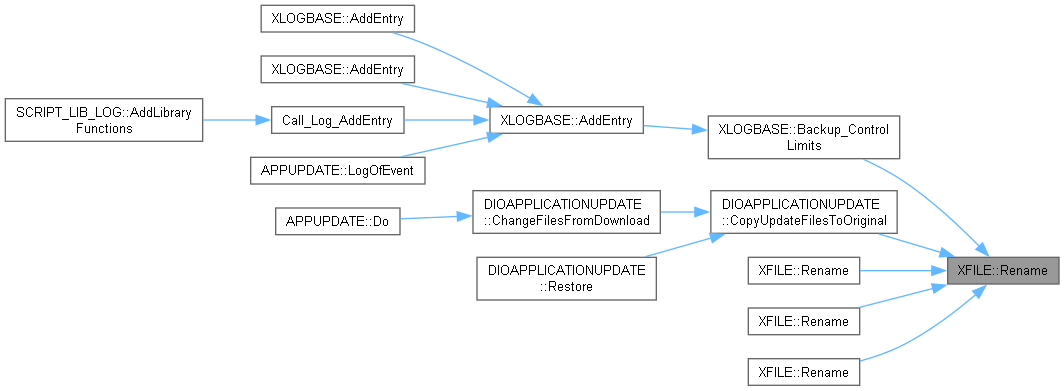 XLOGBASE::AddEntry
XLOGBASE::AddEntry
SCRIPT_LIB_LOG::AddLibrary
Functions
Call_Log_AddEntry
XLOGBASE::AddEntry
APPUPDATE::LogOfEvent
XLOGBASE::Backup_Control
Limits
APPUPDATE::Do
DIOAPPLICATIONUPDATE
::ChangeFilesFromDownload
DIOAPPLICATIONUPDATE
::CopyUpdateFilesToOriginal
DIOAPPLICATIONUPDATE
::Restore
XFILE::Rename
XFILE::Rename
XFILE::Rename
XFILE::Rename